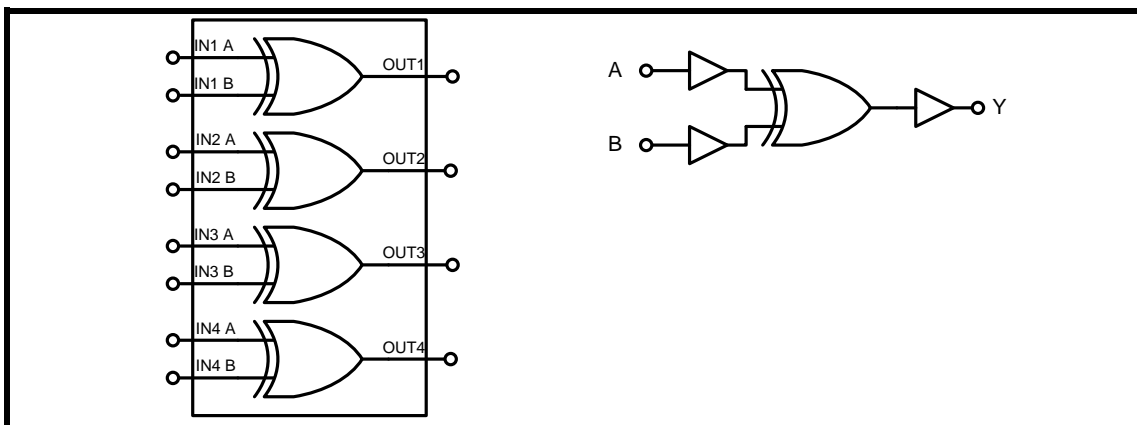 IN1 A
OUT1
IN1 B
IN2 A
OUT2
IN2 B
IN3 A
OUT3
IN3 B
IN4 A
OUT4
IN4 B
A
Y
B